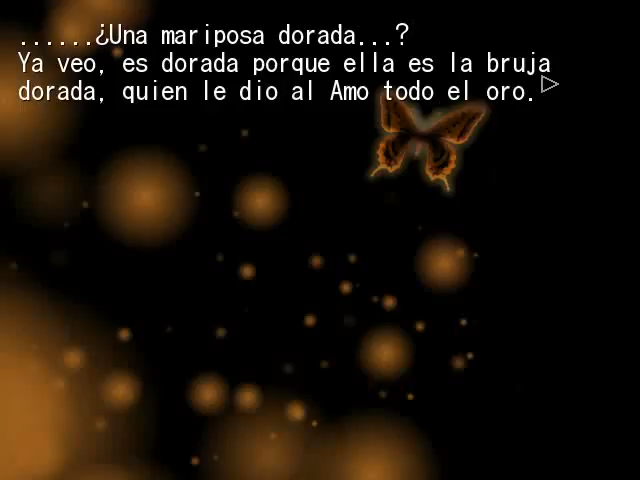 ......¿Una mariposa dorada...?
Ya veo, es dorada porque ella es la bruja
dorada, quien le dio al Amo todo el oro.